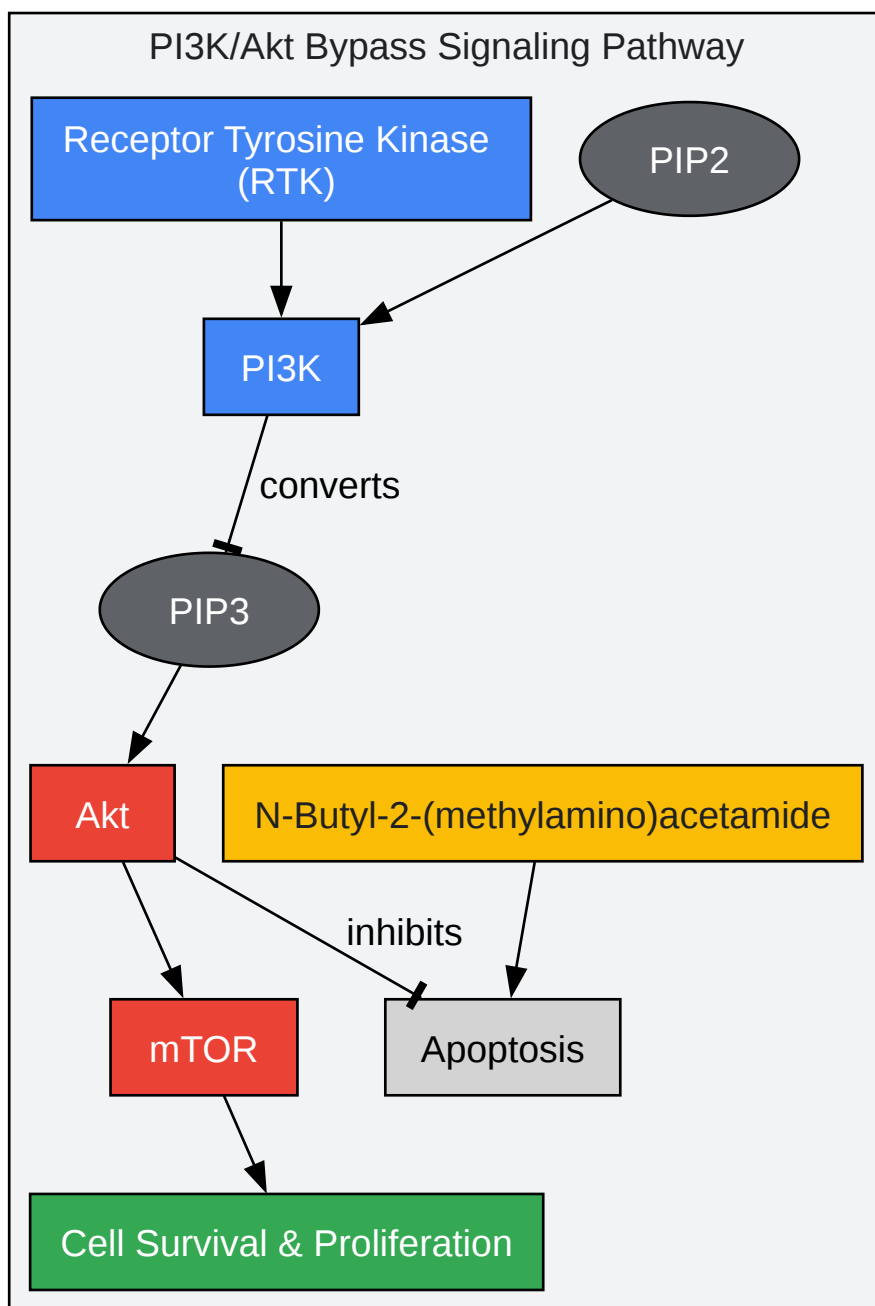 PI3K/Akt Bypass Signaling Pathway
Receptor Tyrosine Kinase
(RTK)
PIP2
PI3K
converts
PIP3
Akt
N-Butyl-2-(methylamino)acetamide
inhibits
mTOR
Apoptosis
Cell Survival & Proliferation